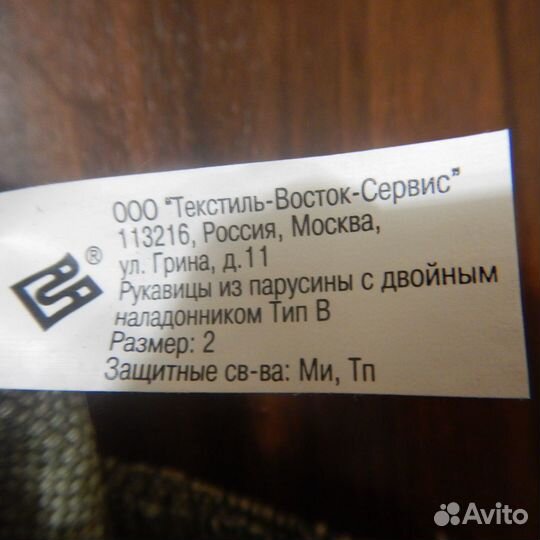 ООО "Текстиль-Восток-Сервис"
113216, Россия, Москва,
ул. Грина, д.11
Рукавицы из парусины с двойным
наладонником Тип В
Размер: 2
Защитные св-ва: Ми, Тп
®
Avito